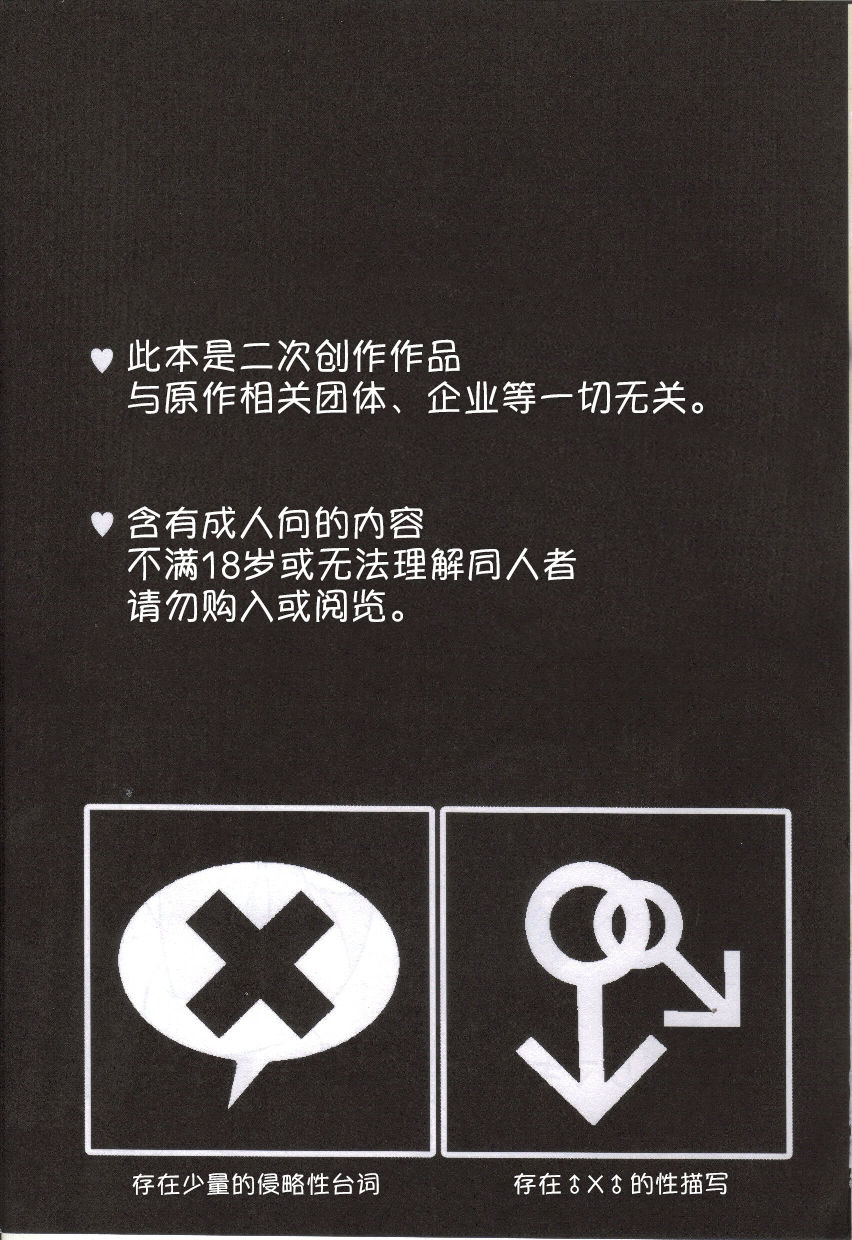 此本是二次创作作品
与原作相关团体、企业等一切无关。
含有成人向的内容
不满18岁或无法理解同人者
请勿购入或阅览。
存在少量的侵略性台词
存在♂×♂的性描写